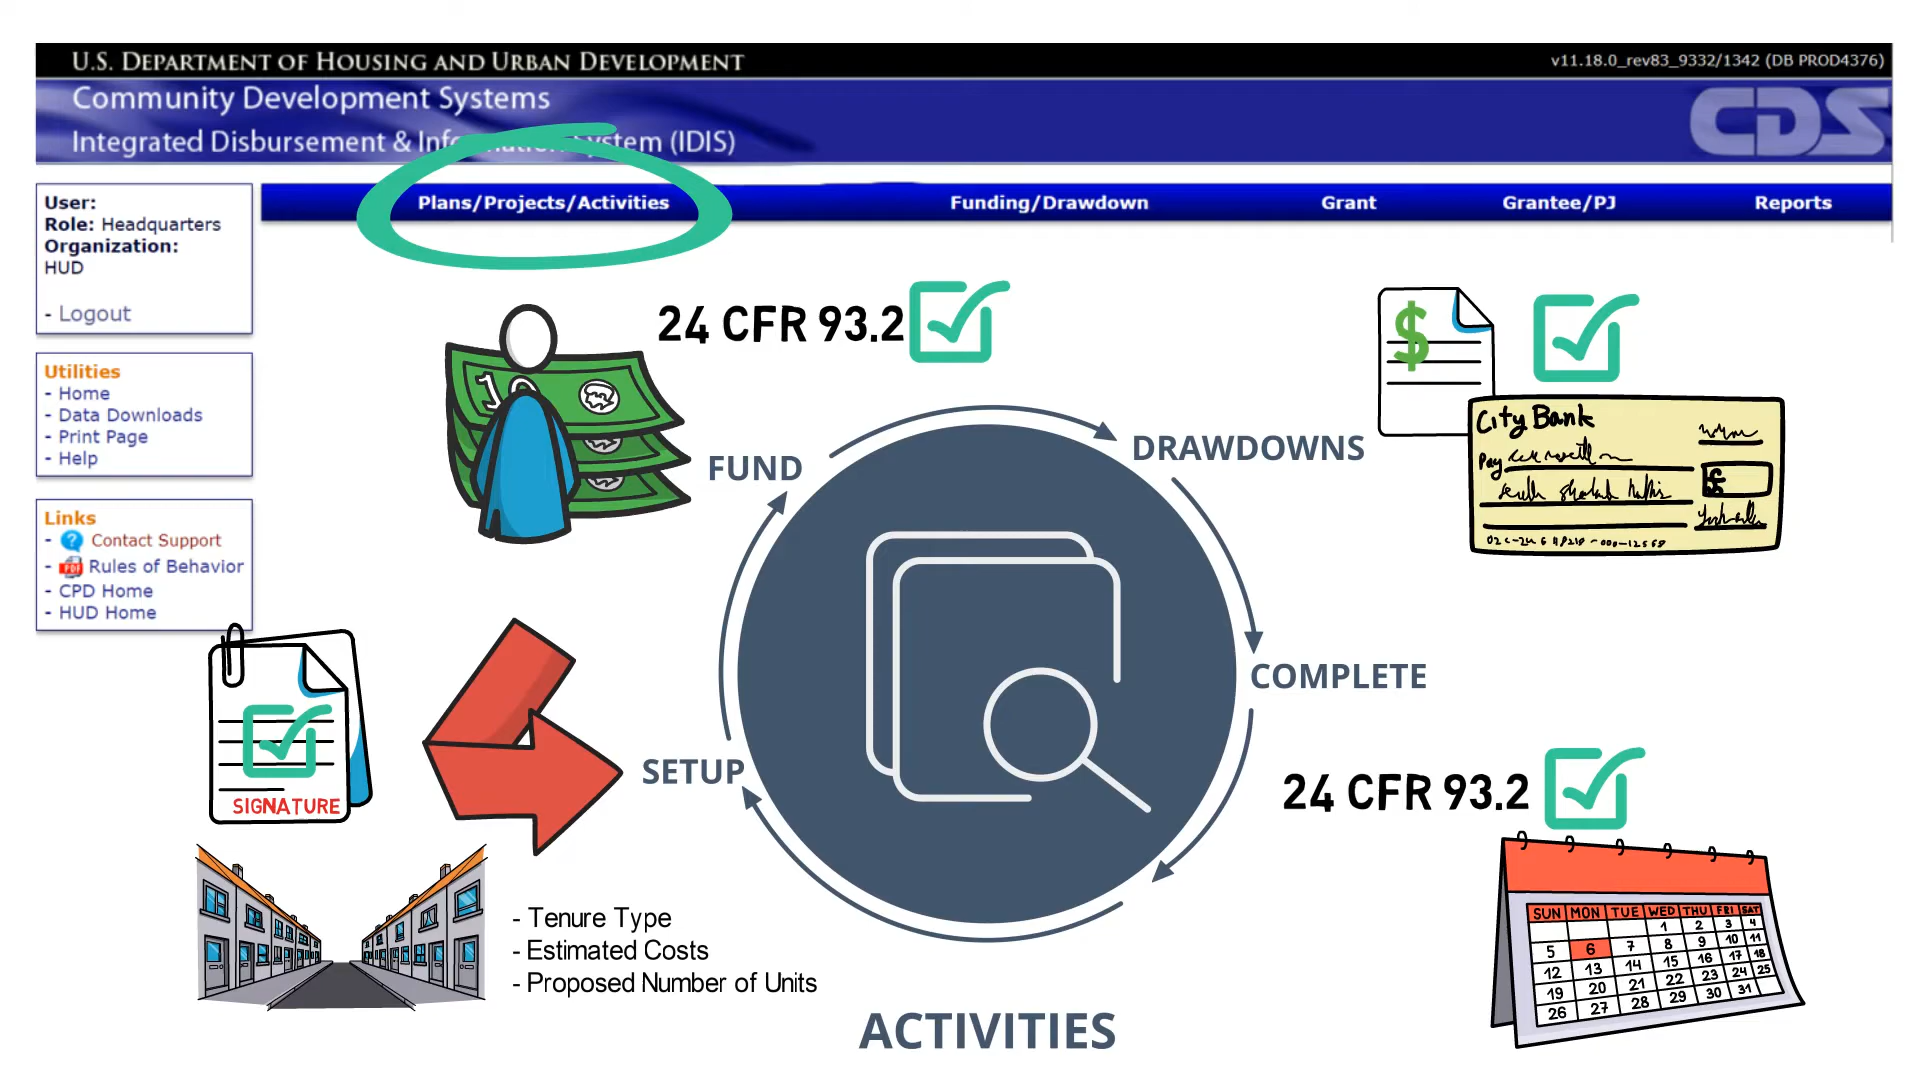 U.S. DEPARTMENT OF HOUSING AND URBAN DEVELOPMENT
v11.18.0_rev83_9332/1342 (DB PROD4376)
Community Development Systems
CDS
Integrated Disbursement & Information System (IDIS)
User:
Role: Headquarters
Organization:
HUD
- Logout
Plans/Projects/Activities
Funding/Drawdown
Grant
Grantee/PJ
Reports
Utilities
- Home
- Data Downloads
- Print Page
- Help
Links
- Contact Support
- Rules of Behavior
- CPD Home
- HUD Home
24 CFR 93.2
$
City Bank
Pay
FUND
DRAWDOWNS
COMPLETE
SETUP
SIGNATURE
24 CFR 93.2
- Tenure Type
- Estimated Costs
- Proposed Number of Units
SUN MON TUE WED THU FRI SAT
1 2 3 4
5 6 7 8 9 10 11
12 13 14 15 16 17 18
19 20 21 22 23 24 25
26 27 28 29 30 31
ACTIVITIES